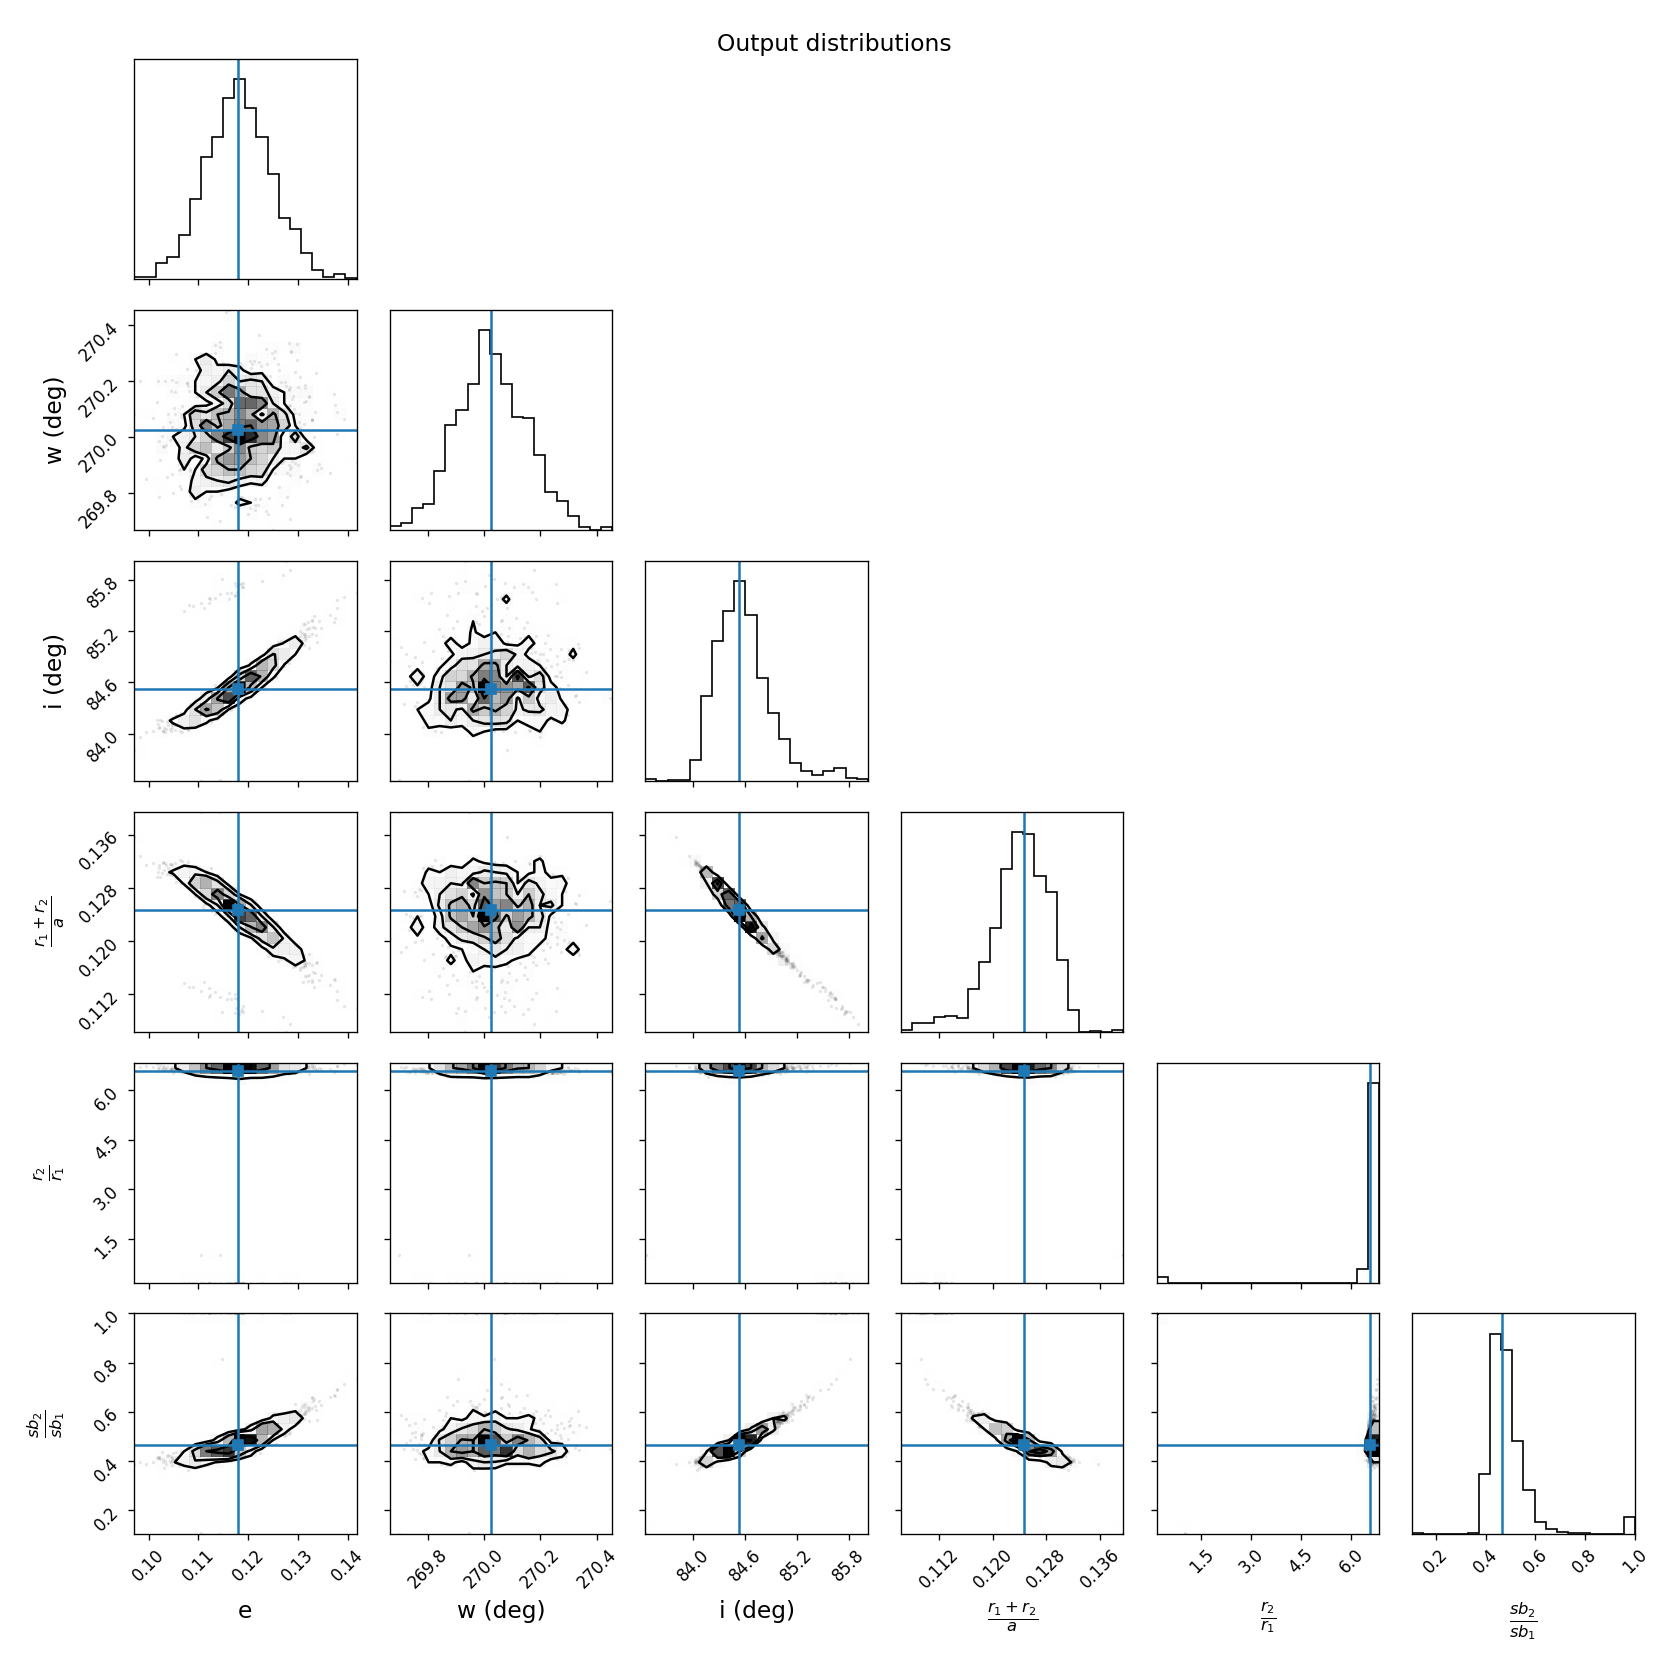 Output distributions
270.4
270.2
270.0
269.8
w (deg)
85.8
85.2
84.6
84.0
i (deg)
0.136
0.128
0.120
0.112
r1 + r2
a
6.0
4.5
3.0
1.5
r2
r1
1.0
0.8
0.6
0.4
0.2
sb2
sb1
0.10 0.11 0.12 0.13 0.14
269.8 270.0 270.2 270.4
84.0 84.6 85.2 85.8
0.112 0.120 0.128 0.136
1.5 3.0 4.5 6.0
0.2 0.4 0.6 0.8 1.0
e
w (deg)
i (deg)
r1 + r2
a
r2
r1
sb2
sb1